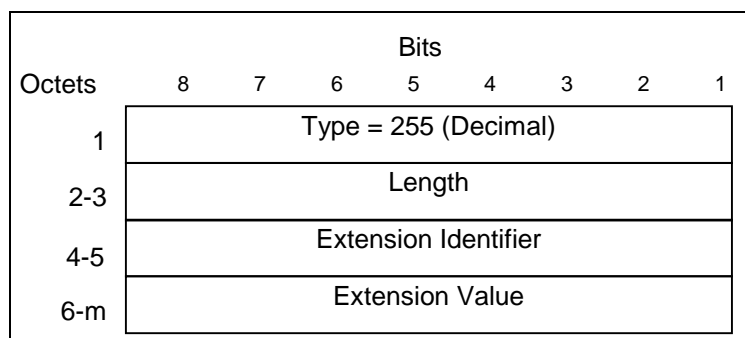 Bits
Octets 8 7 6 5 4 3 2 1
1 Type = 255 (Decimal)
2-3 Length
4-5 Extension Identifier
6-m Extension Value